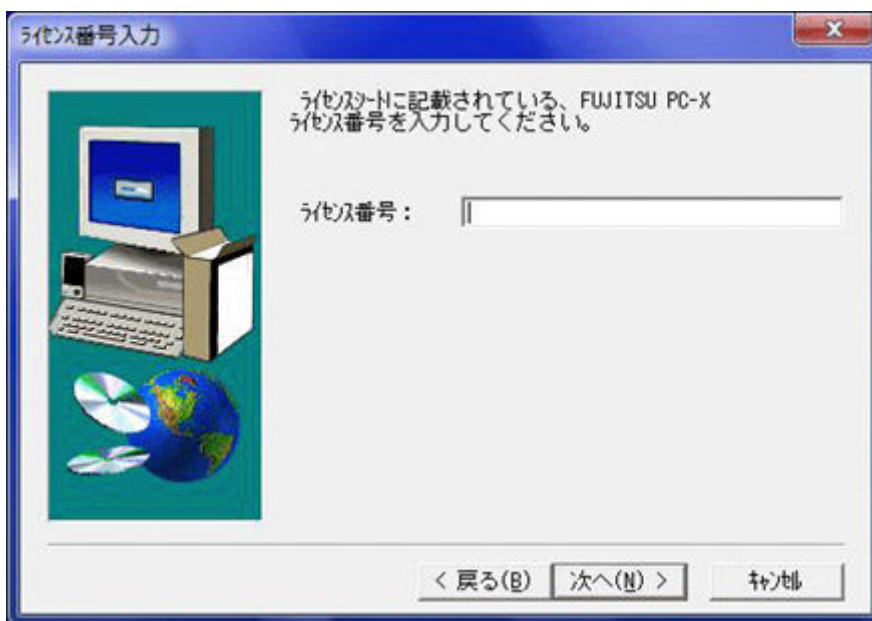 ﾗｲｾﾝｽ番号入力
ﾗｲｾﾝｽｼｰﾄに記載されている、FUJITSU PC-X
ﾗｲｾﾝｽ番号を入力してください。
ﾗｲｾﾝｽ番号：
< 戻る(B)　次へ(N) >　ｷｬﾝｾﾙ